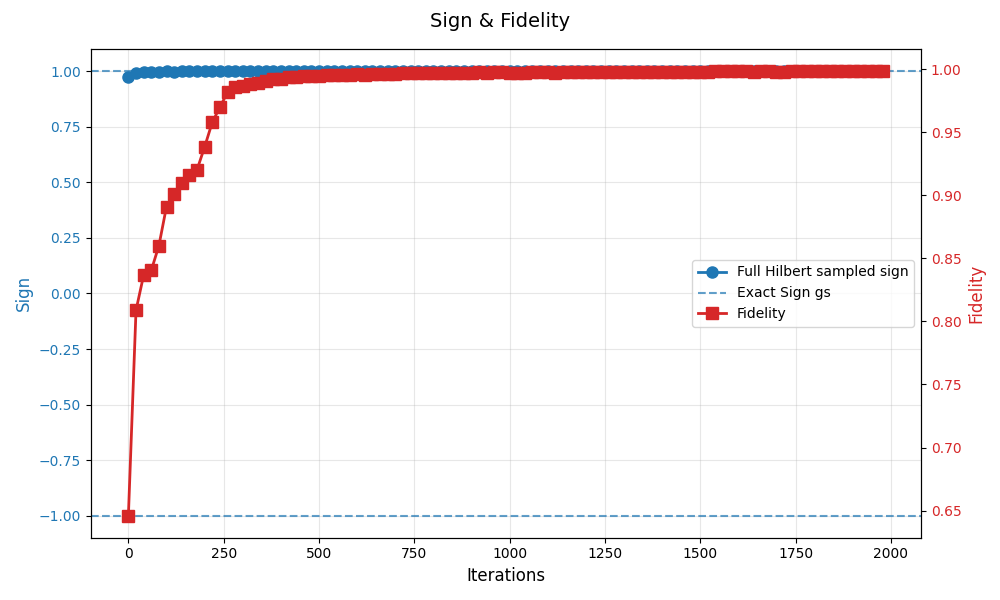 Sign & Fidelity
1.00
0.75
0.50
0.25
0.00
−0.25
−0.50
−0.75
−1.00
Sign
1.00
0.95
0.90
0.85
0.80
0.75
0.70
0.65
Fidelity
Full Hilbert sampled sign
Exact Sign gs
Fidelity
0 250 500 750 1000 1250 1500 1750 2000
Iterations